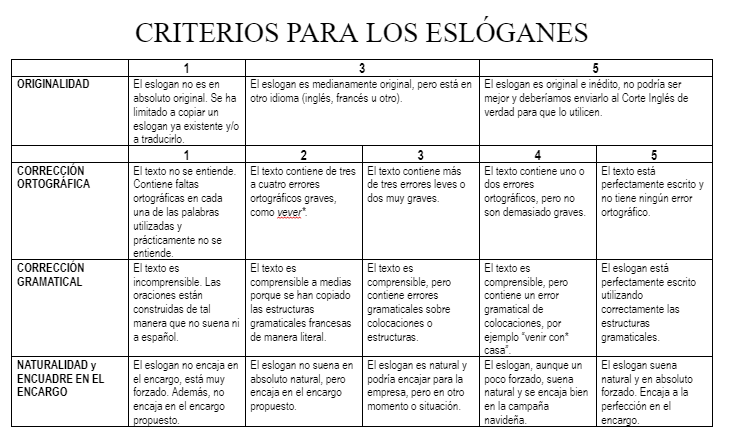 CRITERIOS PARA LOS ESLÓGANES
1 3 5
ORIGINALIDAD
El eslogan no es en
absoluto original. Se ha
limitado a copiar un
eslogan ya existente y/o
a traducirlo.
El eslogan es medianamente original, pero está en
otro idioma (inglés, francés u otro).
El eslogan es original e inédito, no podría ser
mejor y deberíamos enviarlo al Corte Inglés de
verdad para que lo utilicen.
1 2 3 4 5
CORRECCIÓN
ORTOGRÁFICA
El texto no se entiende.
Contiene faltas
ortográficas en cada
una de las palabras
utilizadas y
prácticamente no se
entiende.
El texto contiene de tres
a cuatro errores
ortográficos graves,
como vever*.
El texto contiene más
de tres errores leves o
dos muy graves.
El texto contiene uno o
dos errores
ortográficos, pero no
son demasiado graves.
El texto está
perfectamente escrito y
no tiene ningún error
ortográfico.
CORRECCIÓN
GRAMATICAL
El texto es
incomprensible. Las
oraciones están
construidas de tal
manera que no suena ni
a español.
El texto es
comprensible a medias
porque se han copiado
las estructuras
gramaticales francesas
de manera literal.
El texto es
comprensible, pero
contiene errores
gramaticales sobre
colocaciones o
estructuras.
El texto es
comprensible, pero
contiene un error
gramatical de
colocaciones, por
ejemplo "venir con*
casa".
El eslogan está
perfectamente escrito
utilizando
correctamente las
estructuras
gramaticales.
NATURALIDAD y
ENCUADRE EN EL
ENCARGO
El eslogan no encaja en
el encargo, está muy
forzado. Además, no
encaja en el encargo
propuesto.
El eslogan no suena en
absoluto natural, pero
encaja en el encargo
propuesto.
El eslogan es natural y
podría encajar para la
empresa, pero en otro
momento o situación.
El eslogan, aunque un
poco forzado, suena
natural y se encaja bien
en la campaña
navideña.
El eslogan suena
natural y en absoluto
forzado. Encaja a la
perfección en el
encargo.